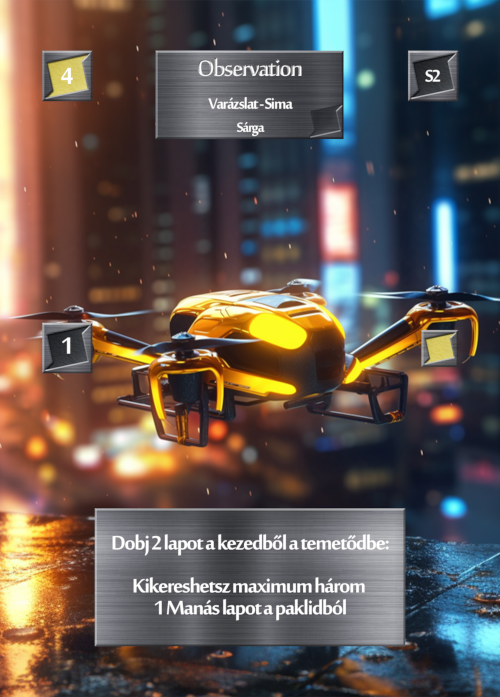 4
Observation
S2
Varázslat - Sima
Sárga
1
Dobj 2 lapot a kezedből a temetődbe:
Kikereshetsz maximum három
1 Manás lapot a paklidból